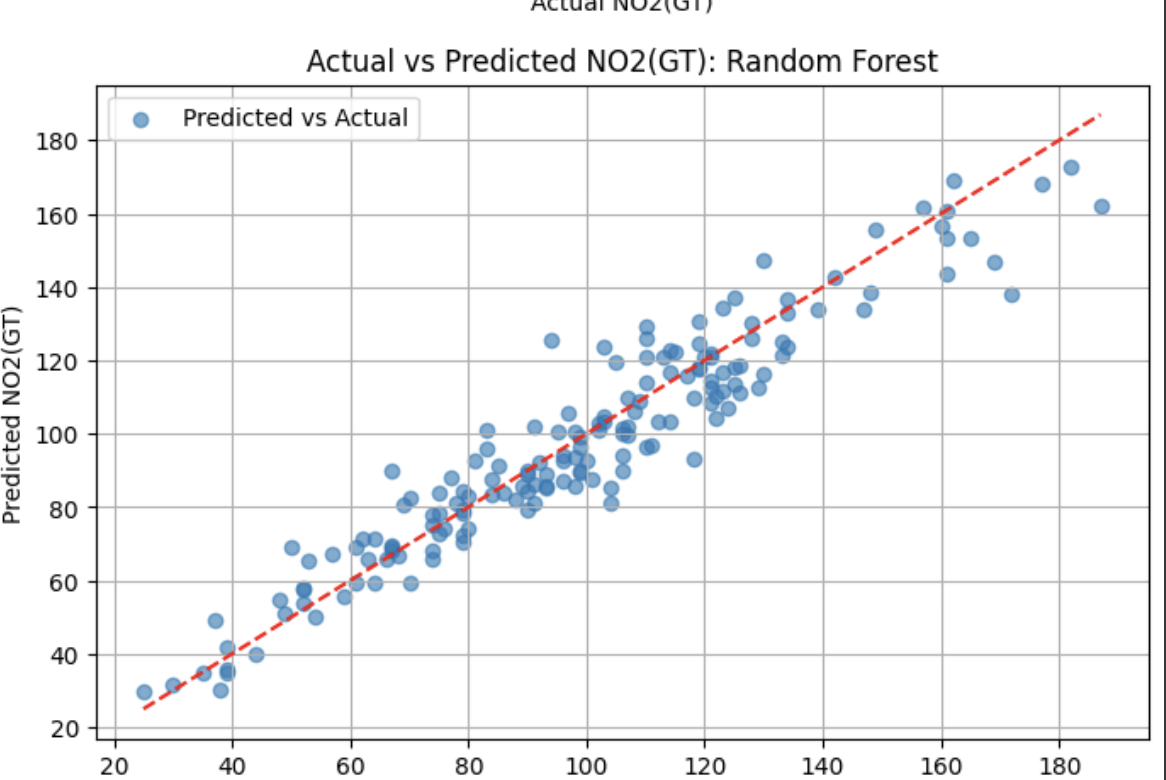 Actual NO2(GT)
Actual vs Predicted NO2(GT): Random Forest
Predicted vs Actual
Predicted NO2(GT)
180
160
140
120
100
80
60
40
20
20 40 60 80 100 120 140 160 180